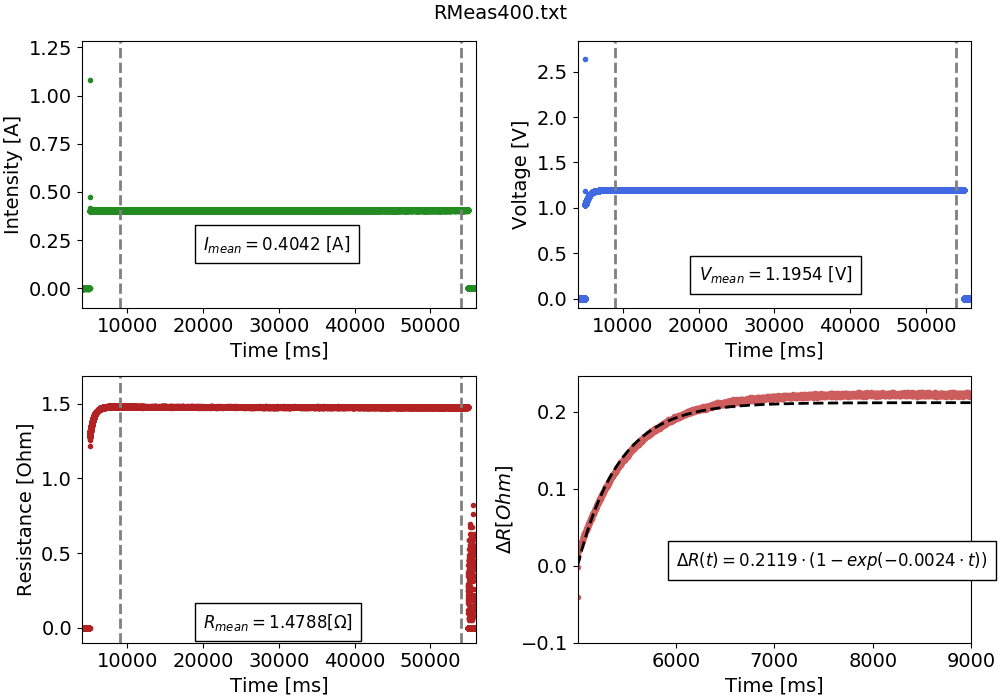 RMeas400.txt
Intensity [A]
1.25
1.00
0.75
0.50
0.25
0.00
I_mean = 0.4042 [A]
10000 20000 30000 40000 50000
Time [ms]
Voltage [V]
2.5
2.0
1.5
1.0
0.5
0.0
V_mean = 1.1954 [V]
10000 20000 30000 40000 50000
Time [ms]
Resistance [Ohm]
1.5
1.0
0.5
0.0
R_mean = 1.4788[Ω]
10000 20000 30000 40000 50000
Time [ms]
ΔR[Ohm]
0.2
0.1
0.0
−0.1
ΔR(t) = 0.2119 · (1 − exp(−0.0024 · t))
6000 7000 8000 9000
Time [ms]